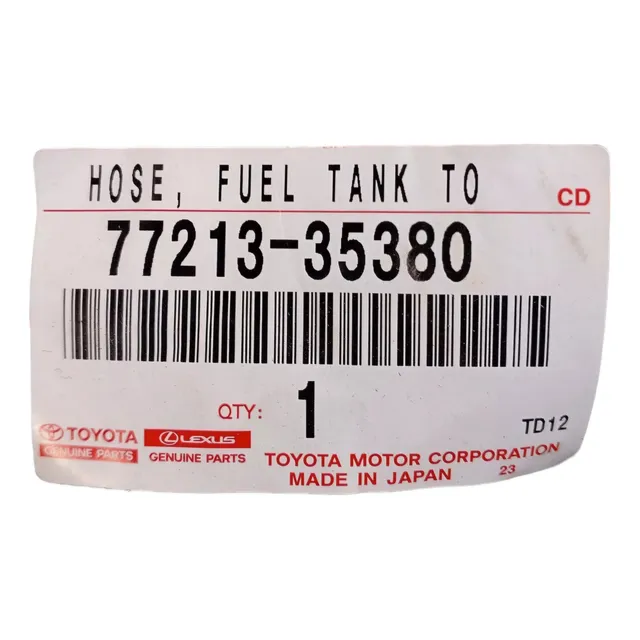 HOSE, FUEL TANK TO
CD
77213-35380
QTY: 1
TD12
TOYOTA
GENUINE PARTS
LEXUS
GENUINE PARTS
TOYOTA MOTOR CORPORATION
MADE IN JAPAN
23